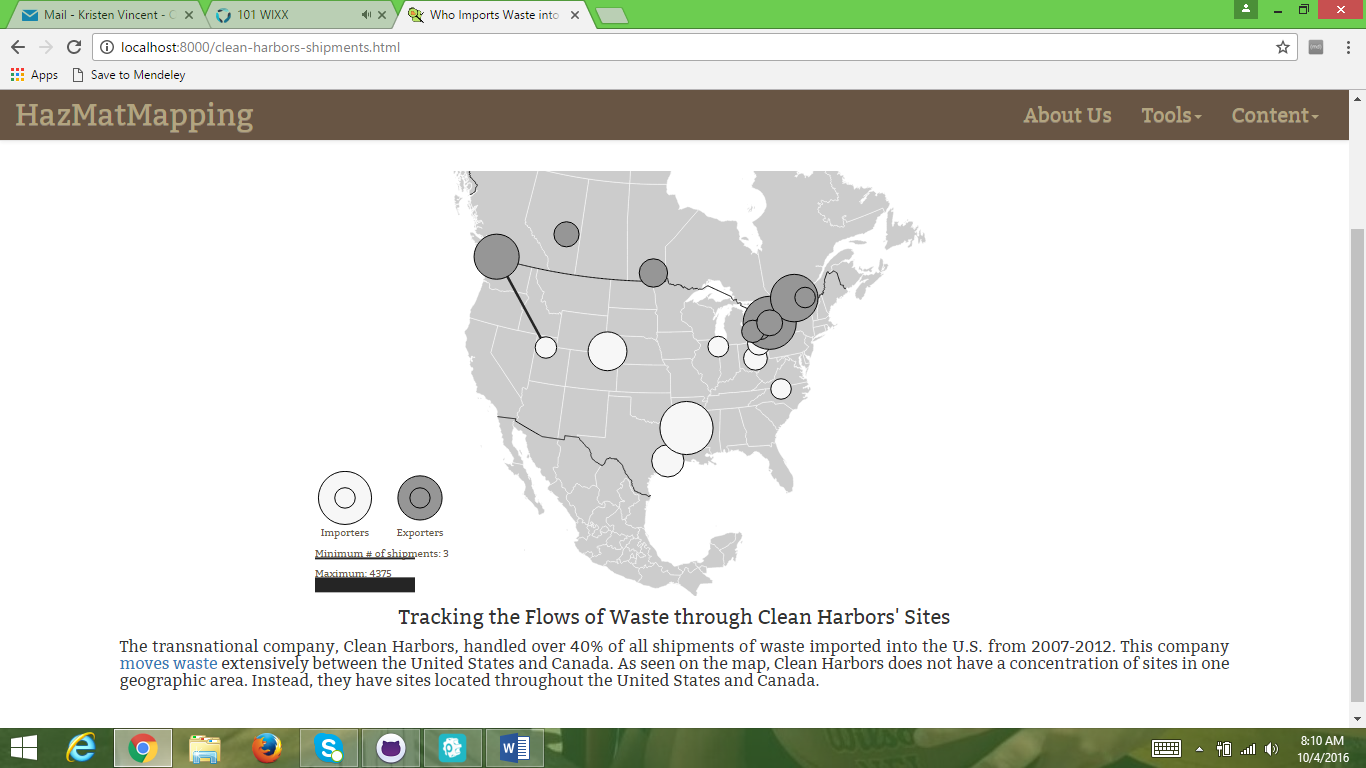 Mail - Kristen Vincent - C
101 WIXX
Who Imports Waste into
localhost:8000/clean-harbors-shipments.html
Apps
Save to Mendeley
HazMatMapping
About Us
Tools
Content
Importers
Exporters
Minimum # of shipments: 3
Maximum: 4375
Tracking the Flows of Waste through Clean Harbors' Sites
The transnational company, Clean Harbors, handled over 40% of all shipments of waste imported into the U.S. from 2007-2012. This company
moves waste extensively between the United States and Canada. As seen on the map, Clean Harbors does not have a concentration of sites in one
geographic area. Instead, they have sites located throughout the United States and Canada.
8:10 AM
10/4/2016